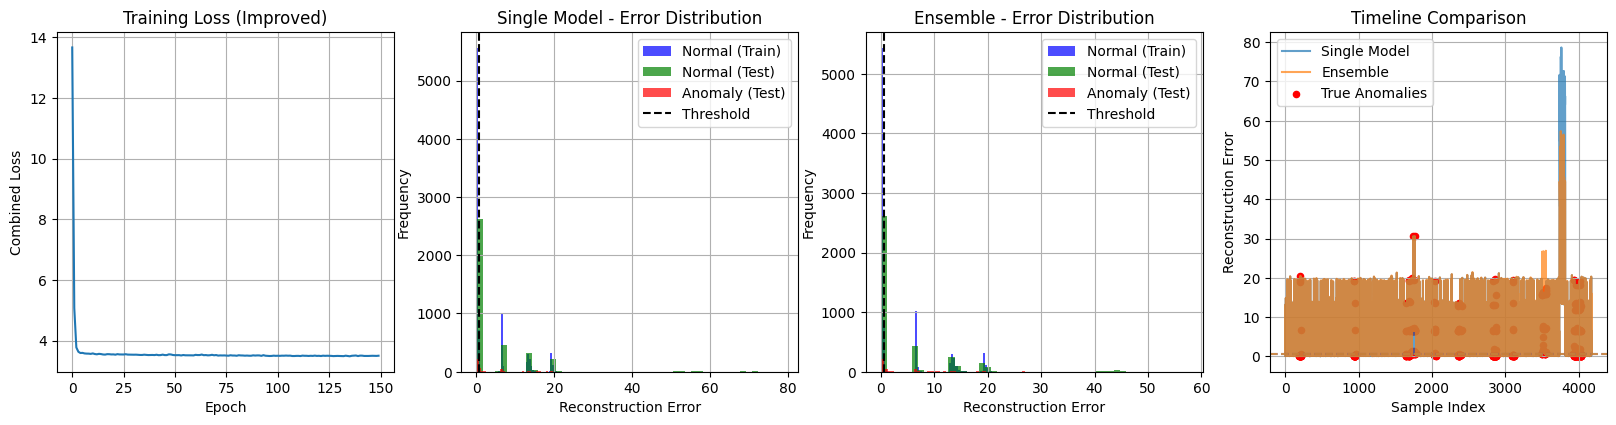 Training Loss (Improved)
14
12
10
8
6
4
Combined Loss
0
25
50
75
100
125
150
Epoch
Single Model - Error Distribution
Normal (Train)
Normal (Test)
Anomaly (Test)
Threshold
5000
4000
3000
2000
1000
0
Frequency
0
20
40
60
80
Reconstruction Error
Ensemble - Error Distribution
Normal (Train)
Normal (Test)
Anomaly (Test)
Threshold
5000
4000
3000
2000
1000
0
Frequency
0
10
20
30
40
50
60
Reconstruction Error
Timeline Comparison
Single Model
Ensemble
True Anomalies
80
70
60
50
40
30
20
10
0
Reconstruction Error
0
1000
2000
3000
4000
Sample Index